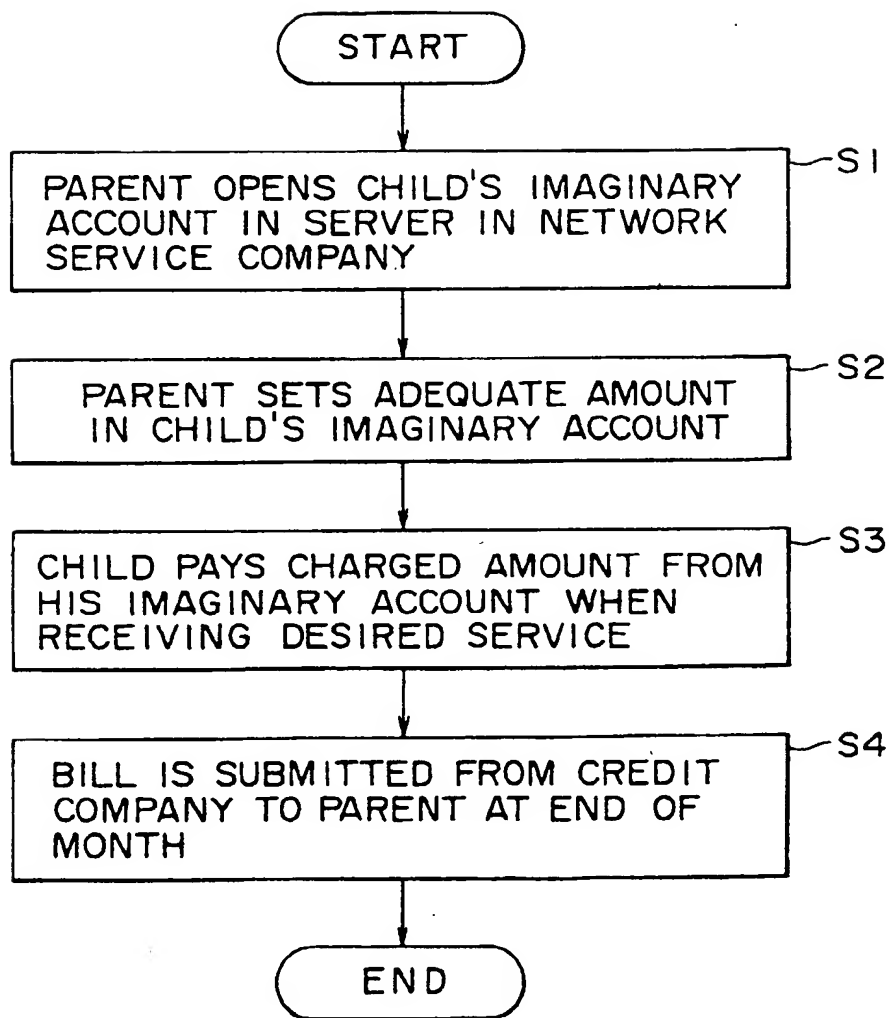 START
S1
PARENT OPENS CHILD'S IMAGINARY
ACCOUNT IN SERVER IN NETWORK
SERVICE COMPANY
S2
PARENT SETS ADEQUATE AMOUNT
IN CHILD'S IMAGINARY ACCOUNT
S3
CHILD PAYS CHARGED AMOUNT FROM
HIS IMAGINARY ACCOUNT WHEN
RECEIVING DESIRED SERVICE
S4
BILL IS SUBMITTED FROM CREDIT
COMPANY TO PARENT AT END OF
MONTH
END